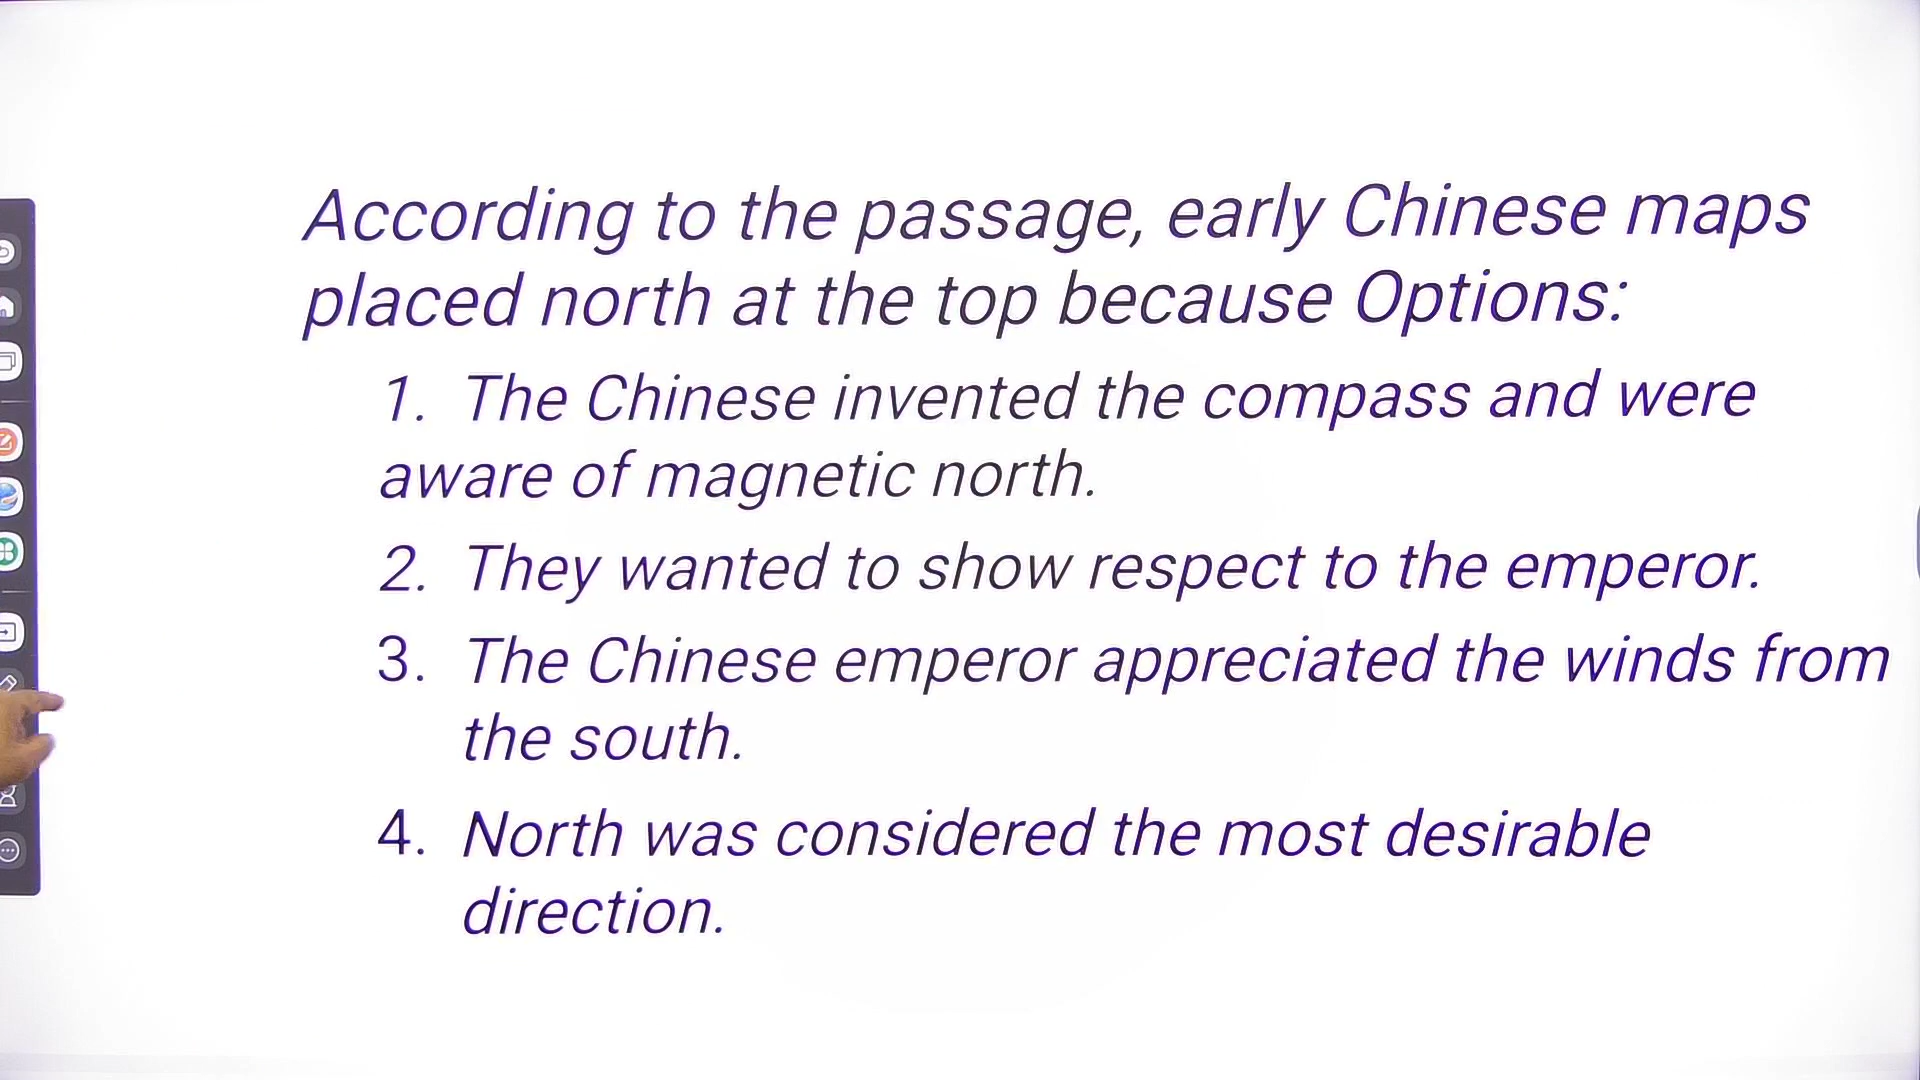 According to the passage, early Chinese maps
placed north at the top because Options:
1. The Chinese invented the compass and were
aware of magnetic north.
2. They wanted to show respect to the emperor.
3. The Chinese emperor appreciated the winds from
the south.
4. North was considered the most desirable
direction.